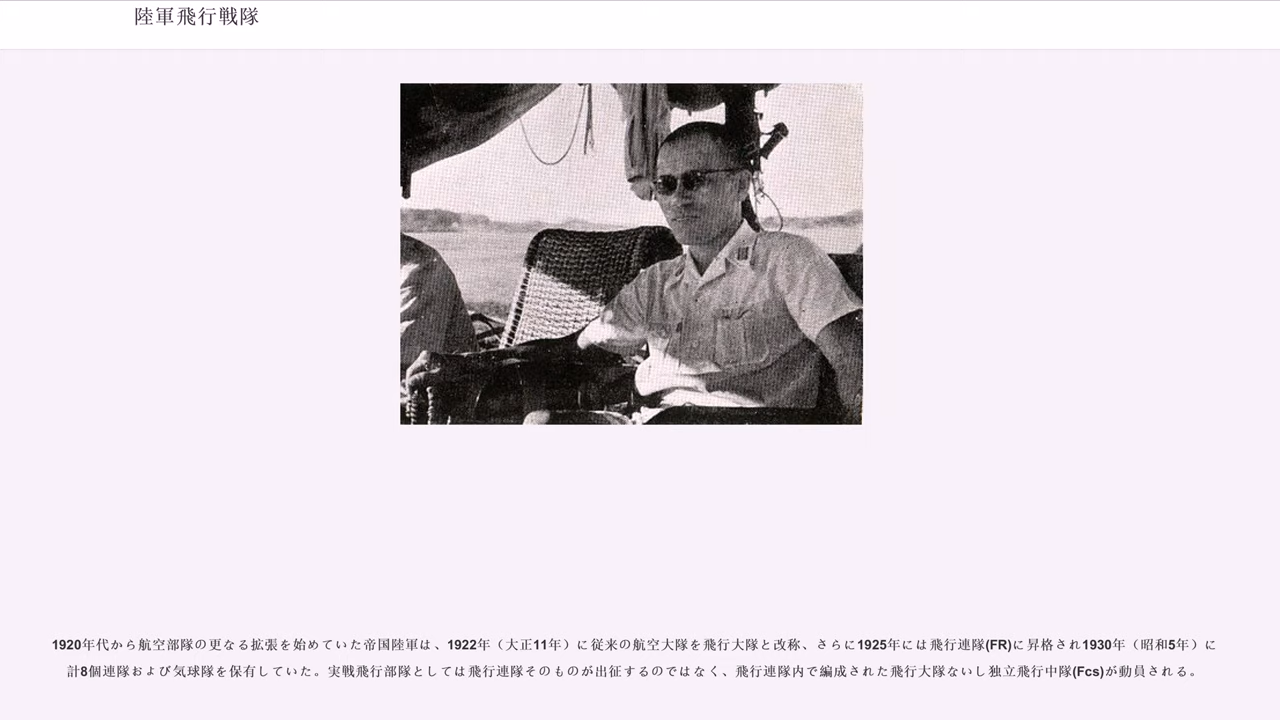 陸軍飛行戦隊
1920年代から航空部隊の更なる拡張を始めていた帝国陸軍は、1922年（大正11年）に従来の航空大隊を飛行大隊と改称、さらに1925年には飛行連隊(FR)に昇格され1930年（昭和5年）に
計8個連隊および気球隊を保有していた。実戦飛行部隊としては飛行連隊そのものが出征するのではなく、飛行連隊内で編成された飛行大隊ないし独立飛行中隊(Fcs)が動員される。